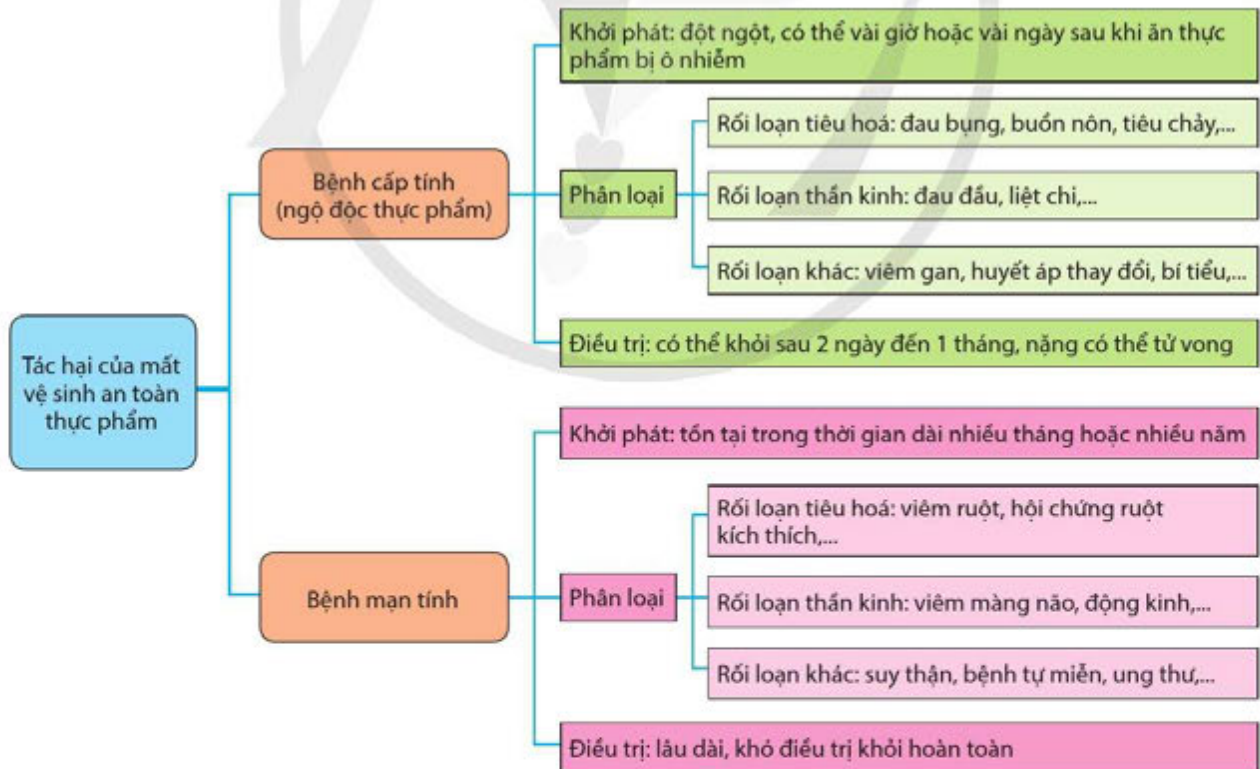 Tác hại của mất
vệ sinh an toàn
thực phẩm
Bệnh cấp tính
(ngộ độc thực phẩm)
Khởi phát: đột ngột, có thể vài giờ hoặc vài ngày sau khi ăn thực
phẩm bị ô nhiễm
Phân loại
Rối loạn tiêu hoá: đau bụng, buồn nôn, tiêu chảy,...
Rối loạn thần kinh: đau đầu, liệt chi,...
Rối loạn khác: viêm gan, huyết áp thay đổi, bí tiểu,...
Điều trị: có thể khỏi sau 2 ngày đến 1 tháng, nặng có thể tử vong
Bệnh mạn tính
Khởi phát: tồn tại trong thời gian dài nhiều tháng hoặc nhiều năm
Phân loại
Rối loạn tiêu hoá: viêm ruột, hội chứng ruột
kích thích,...
Rối loạn thần kinh: viêm màng não, động kinh,...
Rối loạn khác: suy thận, bệnh tự miễn, ung thư,...
Điều trị: lâu dài, khó điều trị khỏi hoàn toàn